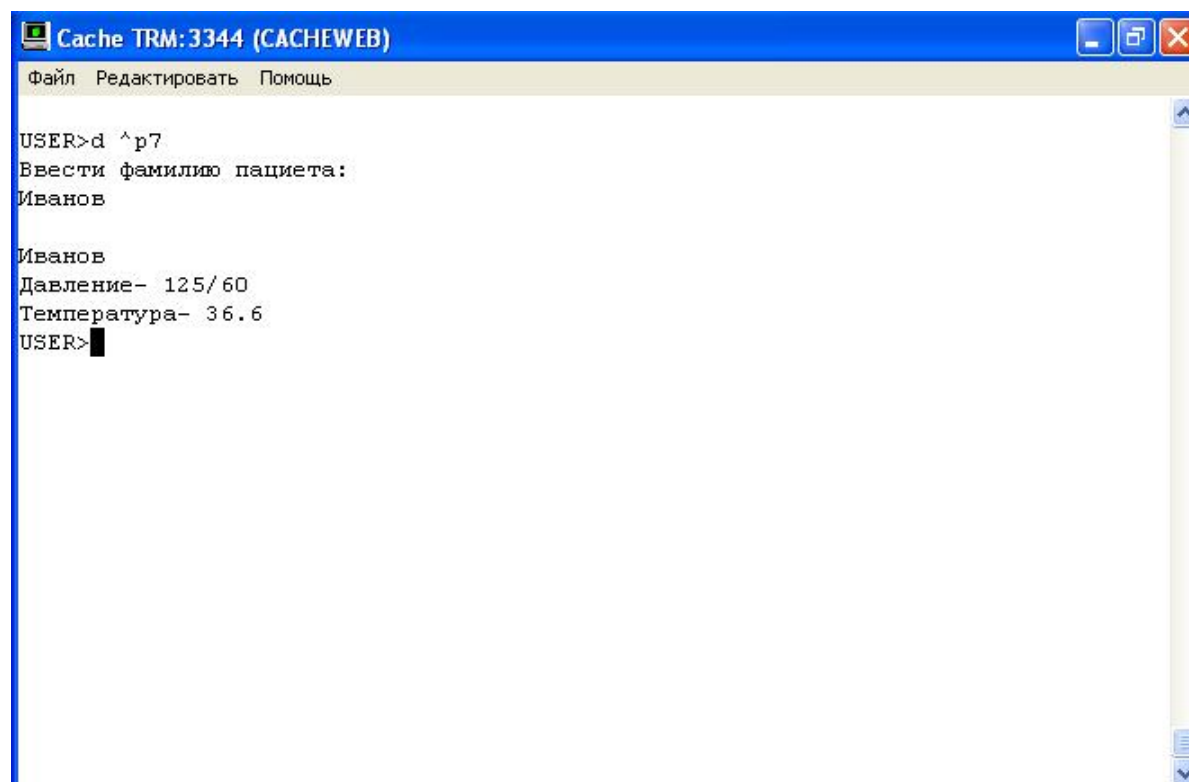 Cache TRM:3344 (CACHEWEB)
Файл Редактировать Помощь
USER>d ^p7
Ввести фамилию пациета:
Иванов
Иванов
Давление- 125/60
Температура- 36.6
USER>